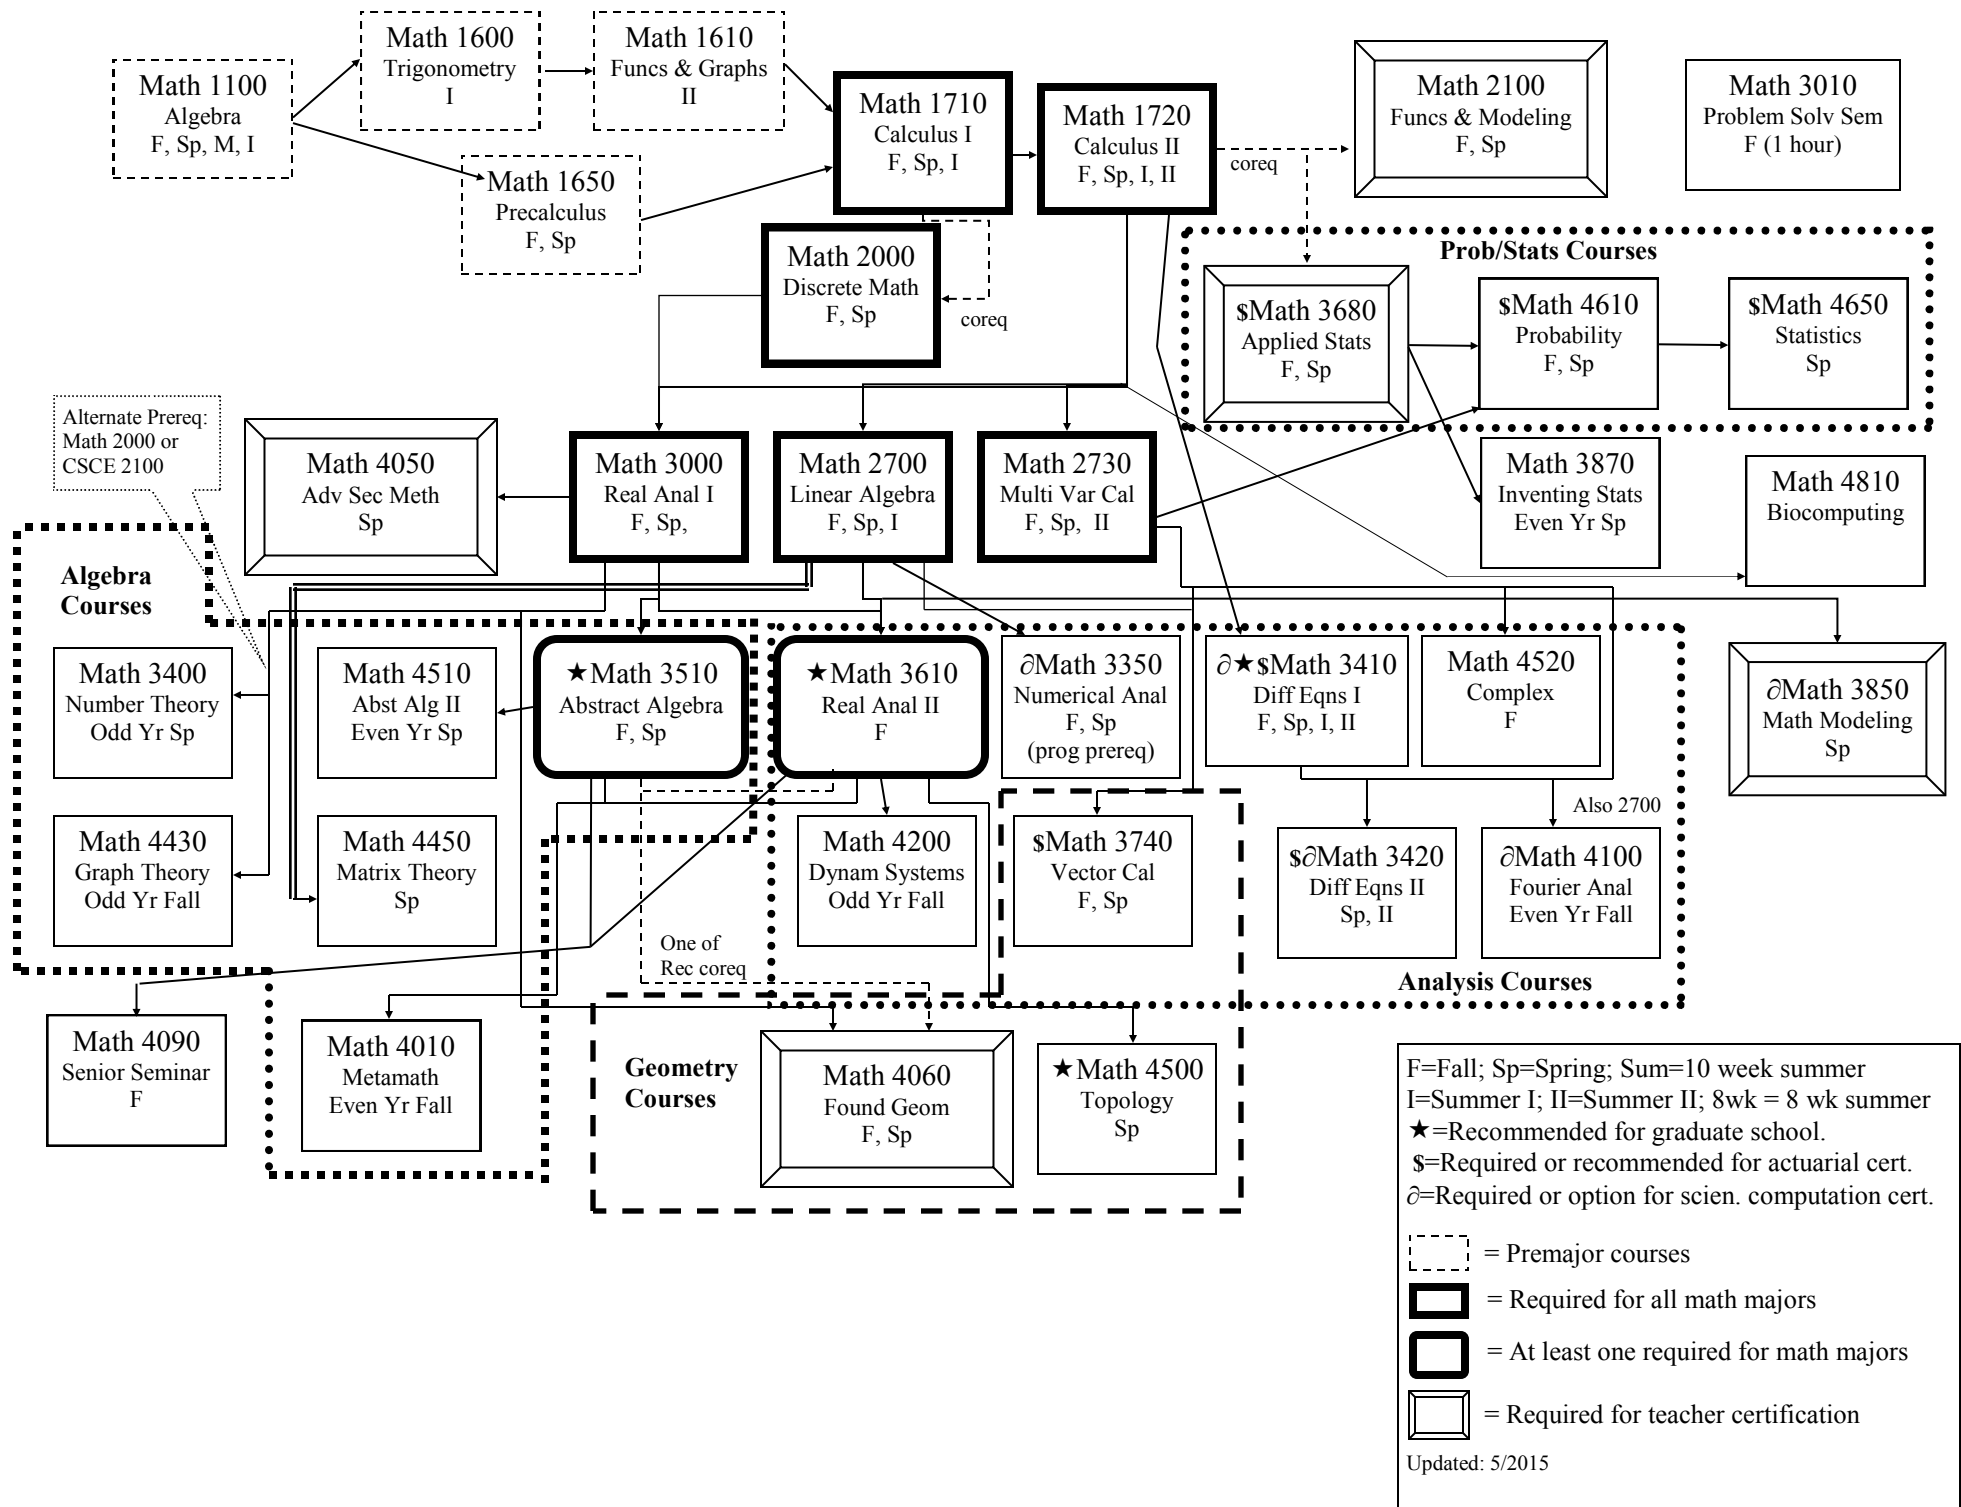 Math 1100
Algebra
F, Sp, M, I
Math 1600
Trigonometry
I
Math 1610
Funcs & Graphs
II
Math 1650
Precalculus
F, Sp
Math 1710
Calculus I
F, Sp, I
Math 1720
Calculus II
F, Sp, I, II
coreq
Math 2100
Funcs & Modeling
F, Sp
Math 3010
Problem Solv Sem
F (1 hour)
Math 2000
Discrete Math
F, Sp
coreq
Prob/Stats Courses
$Math 3680
Applied Stats
F, Sp
$Math 4610
Probability
F, Sp
$Math 4650
Statistics
Sp
Alternate Prereq:
Math 2000 or
CSCE 2100
Math 4050
Adv Sec Meth
Sp
Math 3000
Real Anal I
F, Sp,
Math 2700
Linear Algebra
F, Sp, I
Math 2730
Multi Var Cal
F, Sp, II
Math 3870
Inventing Stats
Even Yr Sp
Math 4810
Biocomputing
Algebra
Courses
Math 3400
Number Theory
Odd Yr Sp
Math 4510
Abst Alg II
Even Yr Sp
★Math 3510
Abstract Algebra
F, Sp
★Math 3610
Real Anal II
F
∂Math 3350
Numerical Anal
F, Sp
(prog prereq)
∂★$Math 3410
Diff Eqns I
F, Sp, I, II
Math 4520
Complex
F
∂Math 3850
Math Modeling
Sp
Also 2700
Math 4430
Graph Theory
Odd Yr Fall
Math 4450
Matrix Theory
Sp
Math 4200
Dynam Systems
Odd Yr Fall
$Math 3740
Vector Cal
F, Sp
$∂Math 3420
Diff Eqns II
Sp, II
∂Math 4100
Fourier Anal
Even Yr Fall
One of
Rec coreq
Analysis Courses
Math 4090
Senior Seminar
F
Math 4010
Metamath
Even Yr Fall
Geometry
Courses
Math 4060
Found Geom
F, Sp
★Math 4500
Topology
Sp
F=Fall; Sp=Spring; Sum=10 week summer
I=Summer I; II=Summer II; 8wk = 8 wk summer
★=Recommended for graduate school.
$=Required or recommended for actuarial cert.
∂=Required or option for scien. computation cert.
= Premajor courses
= Required for all math majors
= At least one required for math majors
= Required for teacher certification
Updated: 5/2015